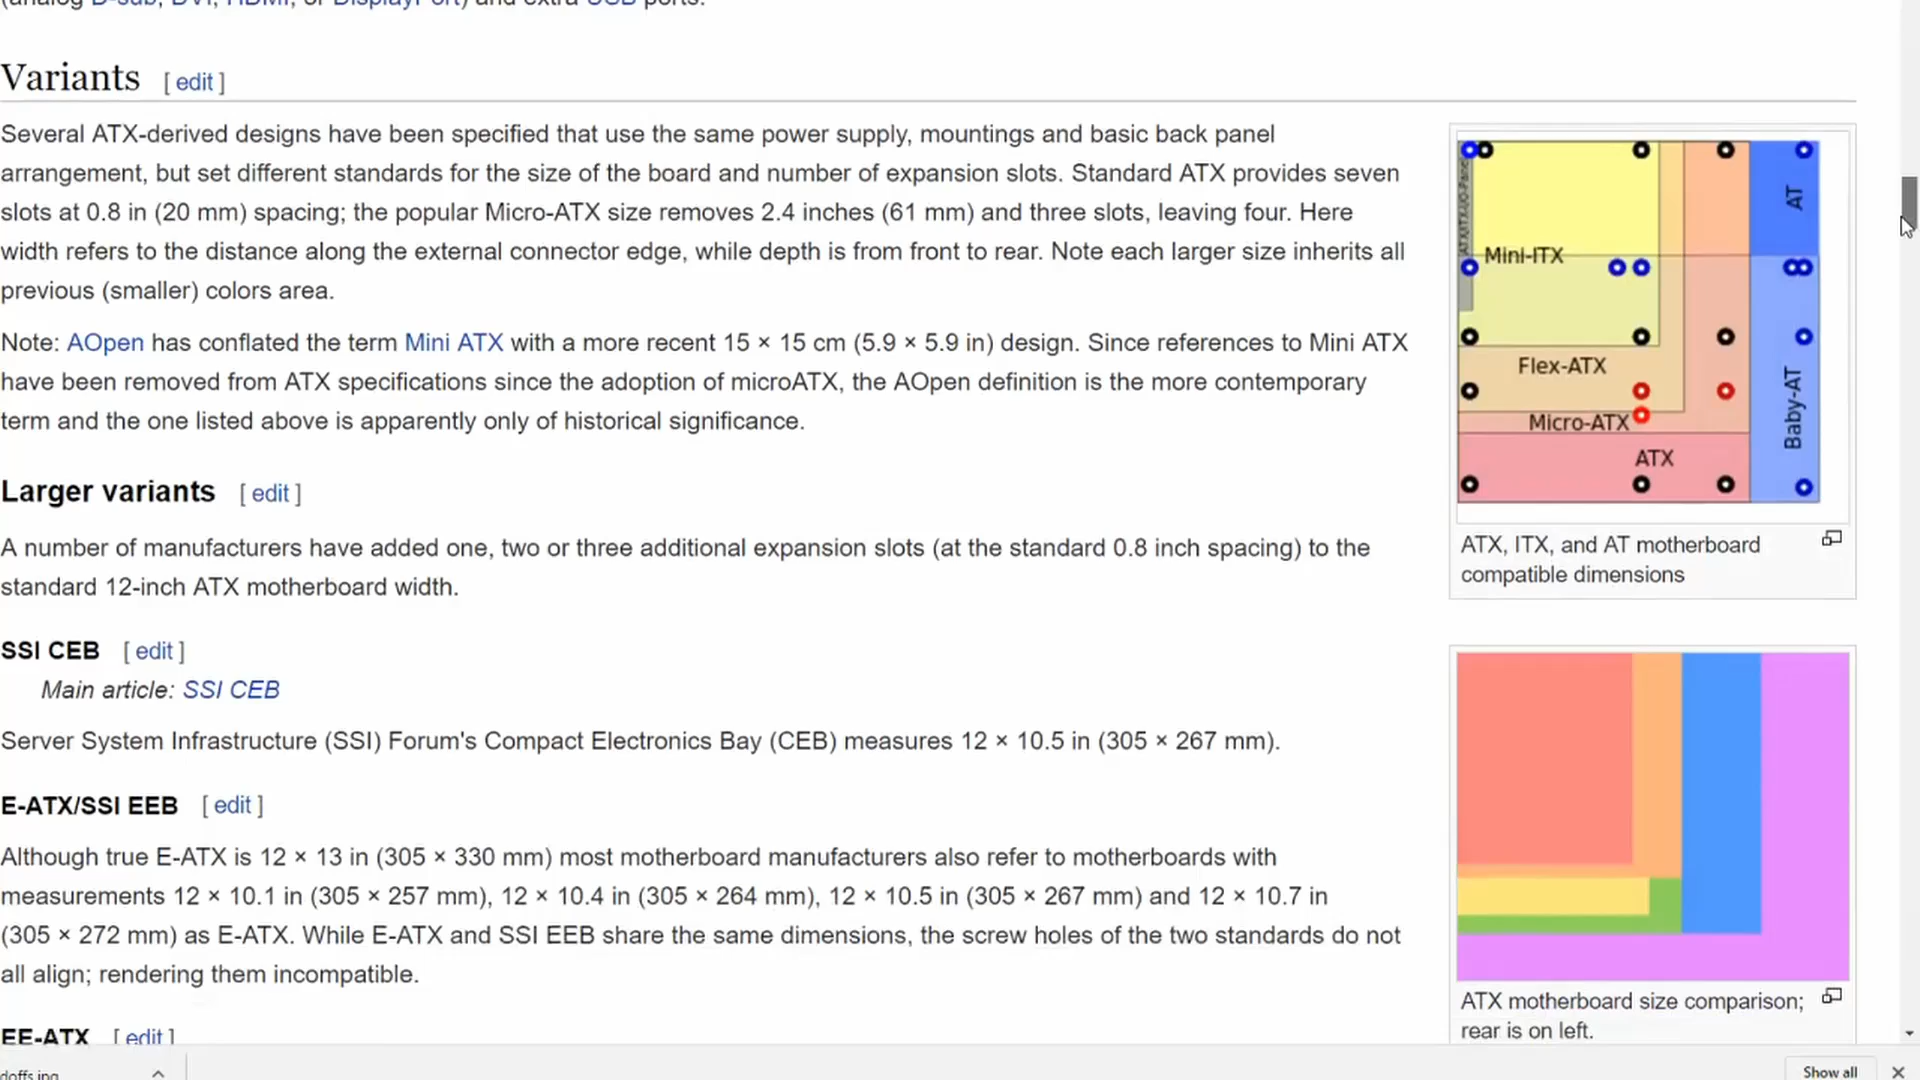 (analog D-sub, DVI, HDMI, or DisplayPort) and extra USB ports.
Variants [ edit ]
Several ATX-derived designs have been specified that use the same power supply, mountings and basic back panel
arrangement, but set different standards for the size of the board and number of expansion slots. Standard ATX provides seven
slots at 0.8 in (20 mm) spacing; the popular Micro-ATX size removes 2.4 inches (61 mm) and three slots, leaving four. Here
width refers to the distance along the external connector edge, while depth is from front to rear. Note each larger size inherits all
previous (smaller) colors area.
Note: AOpen has conflated the term Mini ATX with a more recent 15 × 15 cm (5.9 × 5.9 in) design. Since references to Mini ATX
have been removed from ATX specifications since the adoption of microATX, the AOpen definition is the more contemporary
term and the one listed above is apparently only of historical significance.
Larger variants [ edit ]
A number of manufacturers have added one, two or three additional expansion slots (at the standard 0.8 inch spacing) to the
standard 12-inch ATX motherboard width.
SSI CEB [ edit ]
Main article: SSI CEB
Server System Infrastructure (SSI) Forum's Compact Electronics Bay (CEB) measures 12 × 10.5 in (305 × 267 mm).
E-ATX/SSI EEB [ edit ]
Although true E-ATX is 12 × 13 in (305 × 330 mm) most motherboard manufacturers also refer to motherboards with
measurements 12 × 10.1 in (305 × 257 mm), 12 × 10.4 in (305 × 264 mm), 12 × 10.5 in (305 × 267 mm) and 12 × 10.7 in
(305 × 272 mm) as E-ATX. While E-ATX and SSI EEB share the same dimensions, the screw holes of the two standards do not
all align; rendering them incompatible.
EE-ATX [ edit ]
AT
Mini-ITX
Flex-ATX
Micro-ATX
ATX
Baby-AT
ATX, ITX, and AT motherboard
compatible dimensions
ATX motherboard size comparison;
rear is on left.
doffs.jpg
Show all